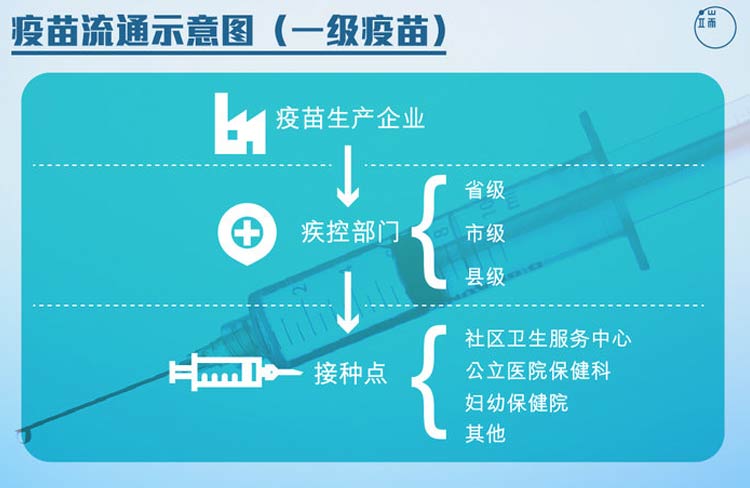 疫苗流通示意图（一级疫苗）
疫苗生产企业
疾控部门
省级
市级
县级
接种点
社区卫生服务中心
公立医院保健科
妇幼保健院
其他